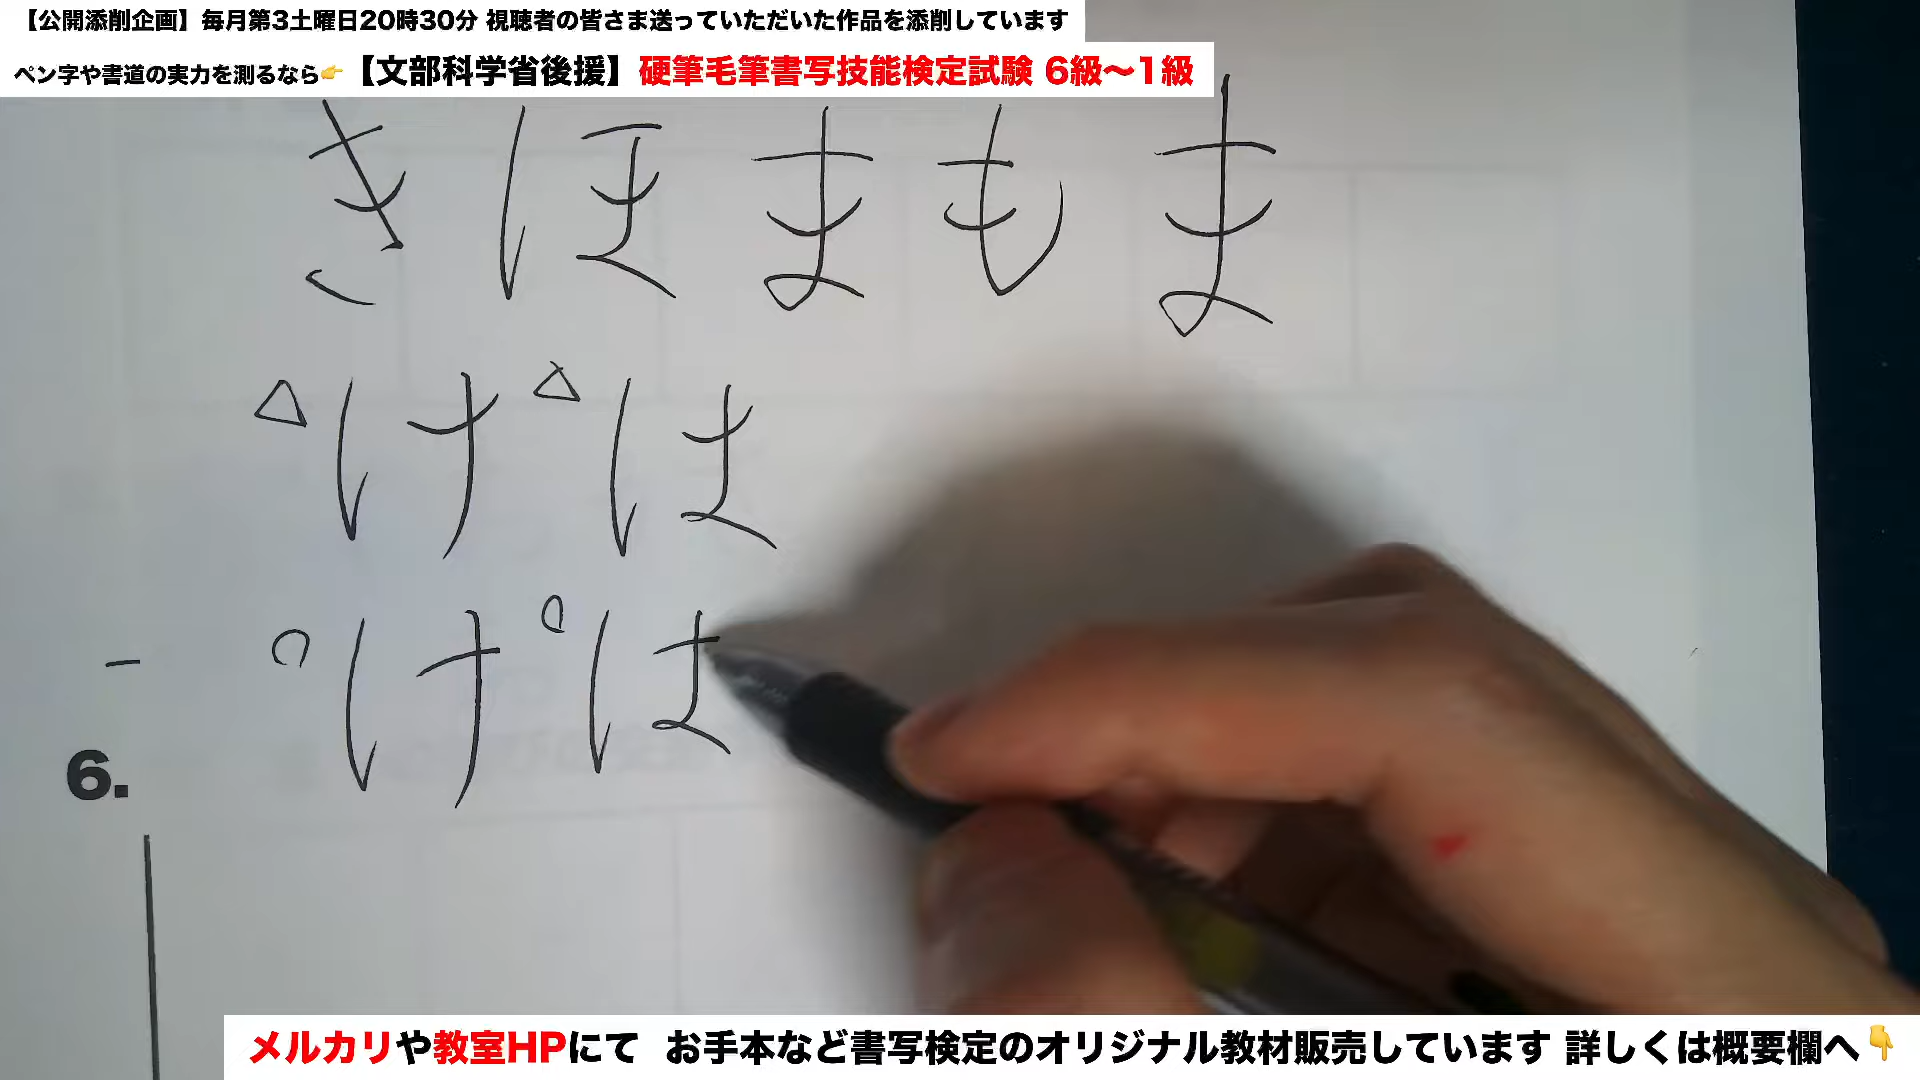 【公開添削企画】毎月第3土曜日20時30分 視聴者の皆さま送っていただいた作品を添削しています
ペン字や書道の実力を測るなら👉【文部科学省後援】硬筆毛筆書写技能検定試験 6級～1級
きほまもま
△け△は
○け○は
6.
メルカリや教室HPにて お手本など書写検定のオリジナル教材販売しています 詳しくは概要欄へ👇